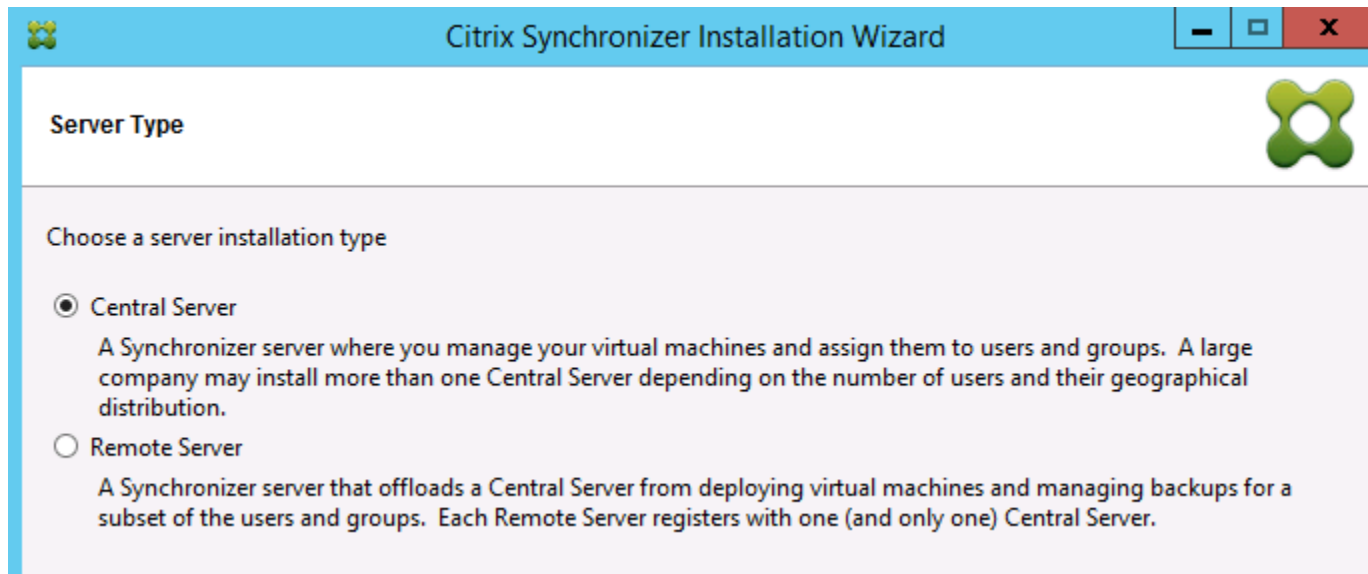 Citrix Synchronizer Installation Wizard
Server Type
Choose a server installation type
Central Server
A Synchronizer server where you manage your virtual machines and assign them to users and groups.  A large
company may install more than one Central Server depending on the number of users and their geographical
distribution.
Remote Server
A Synchronizer server that offloads a Central Server from deploying virtual machines and managing backups for a
subset of the users and groups.  Each Remote Server registers with one (and only one) Central Server.